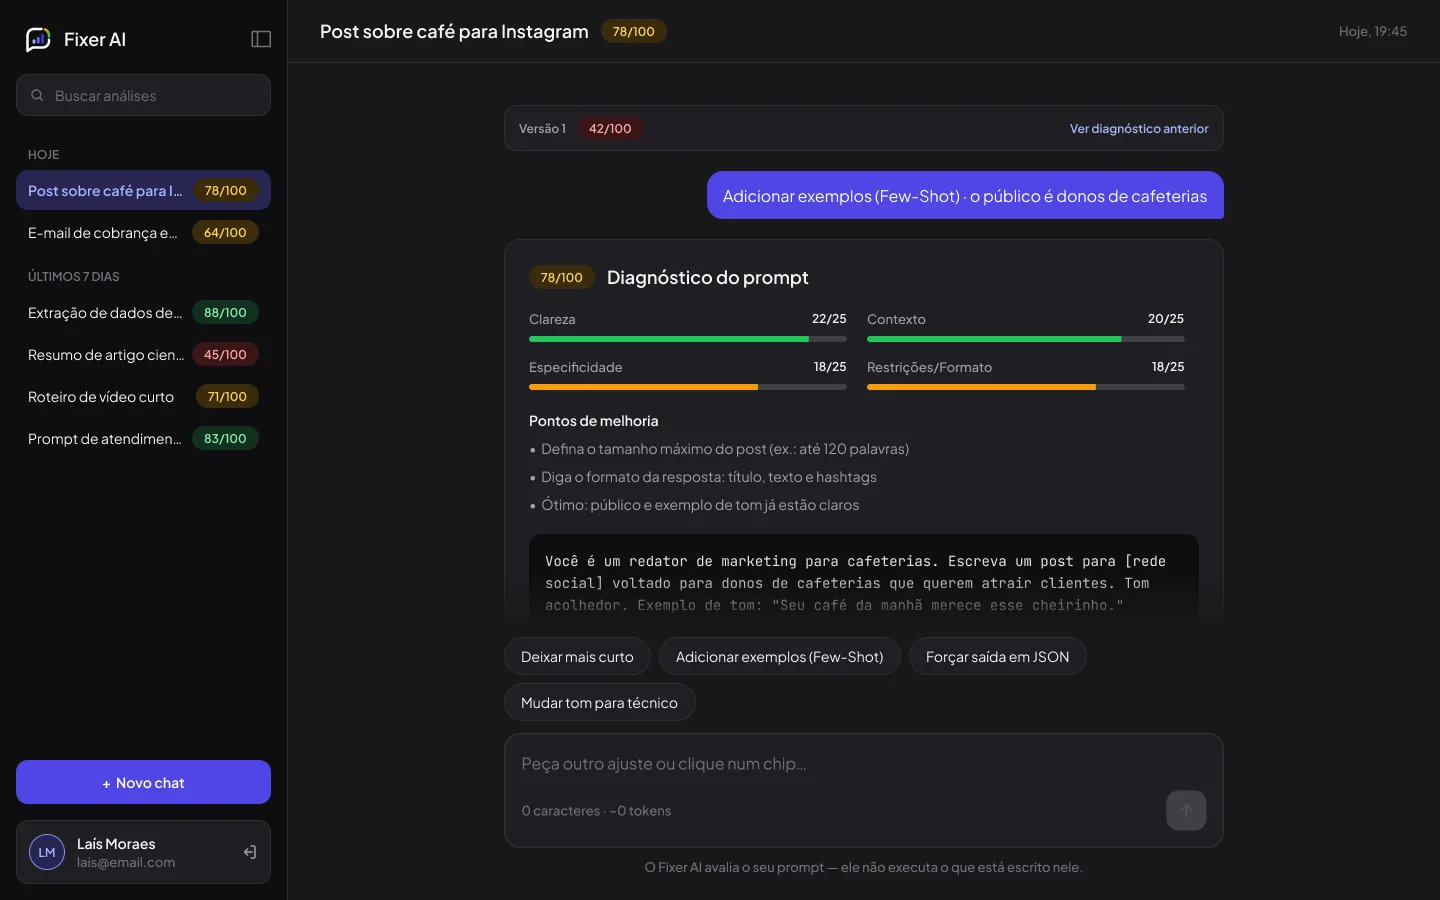 Fixer AI
Buscar análises
HOJE
Post sobre café para I... 78/100
E-mail de cobrança e... 64/100
ÚLTIMOS 7 DIAS
Extração de dados de... 88/100
Resumo de artigo cien... 45/100
Roteiro de vídeo curto 71/100
Prompt de atendimen... 83/100
+ Novo chat
LM
Laís Moraes
lais@email.com
Post sobre café para Instagram 78/100
Hoje, 19:45
Versão 1 42/100
Ver diagnóstico anterior
Adicionar exemplos (Few-Shot) · o público é donos de cafeterias
78/100 Diagnóstico do prompt
Clareza 22/25
Contexto 20/25
Especificidade 18/25
Restrições/Formato 18/25
Pontos de melhoria
• Defina o tamanho máximo do post (ex.: até 120 palavras)
• Diga o formato da resposta: título, texto e hashtags
• Ótimo: público e exemplo de tom já estão claros
Você é um redator de marketing para cafeterias. Escreva um post para [rede
social] voltado para donos de cafeterias que querem atrair clientes. Tom
acolhedor. Exemplo de tom: "Seu café da manhã merece esse cheirinho."
Deixar mais curto
Adicionar exemplos (Few-Shot)
Forçar saída em JSON
Mudar tom para técnico
Peça outro ajuste ou clique num chip...
0 caracteres · ~0 tokens
O Fixer AI avalia o seu prompt — ele não executa o que está escrito nele.